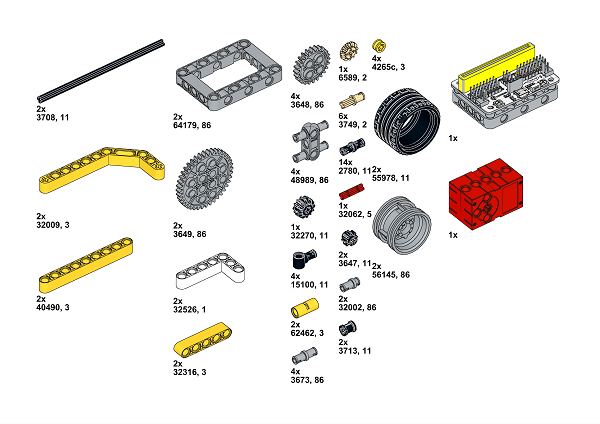 2x
3708, 11
2x
32009, 3
2x
40490, 3
2x
64179, 86
2x
3649, 86
2x
32526, 1
2x
32316, 3
4x
3648, 86
4x
48989, 86
1x
32270, 11
4x
15100, 11
2x
62462, 3
4x
3673, 86
1x
6589, 2
6x
3749, 2
14x
2780, 11
1x
32062, 5
2x
3647, 11
2x
32002, 86
2x
3713, 11
4x
4265c, 3
2x
55978, 11
2x
56145, 86
1x
1x